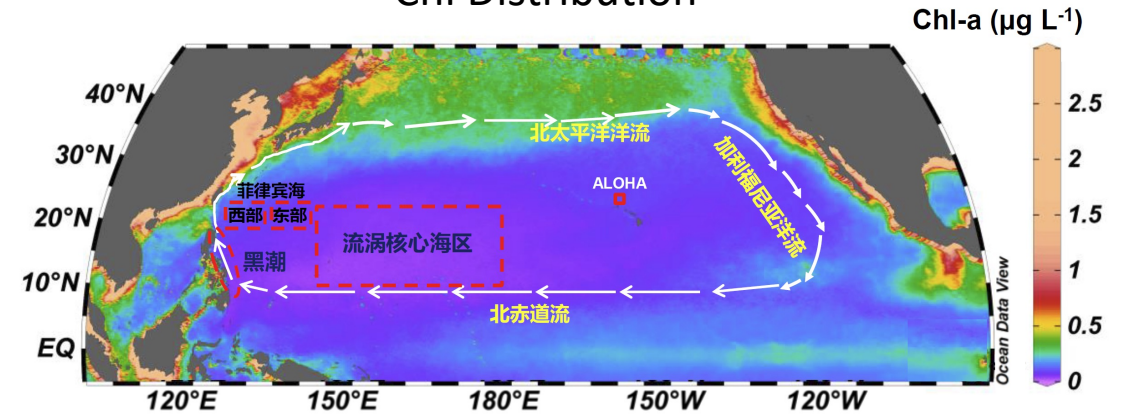 Chl Distribution
Chl-a (μg L-1)
40°N
30°N
20°N
10°N
EQ
北太平洋洋流
加利福尼亚洋流
ALOHA
菲律宾海
西部 东部
流涡核心海区
黑潮
北赤道流
120°E 150°E 180°E 150°W 120°W
Ocean Data View
2.5
2
1.5
1
0.5
0